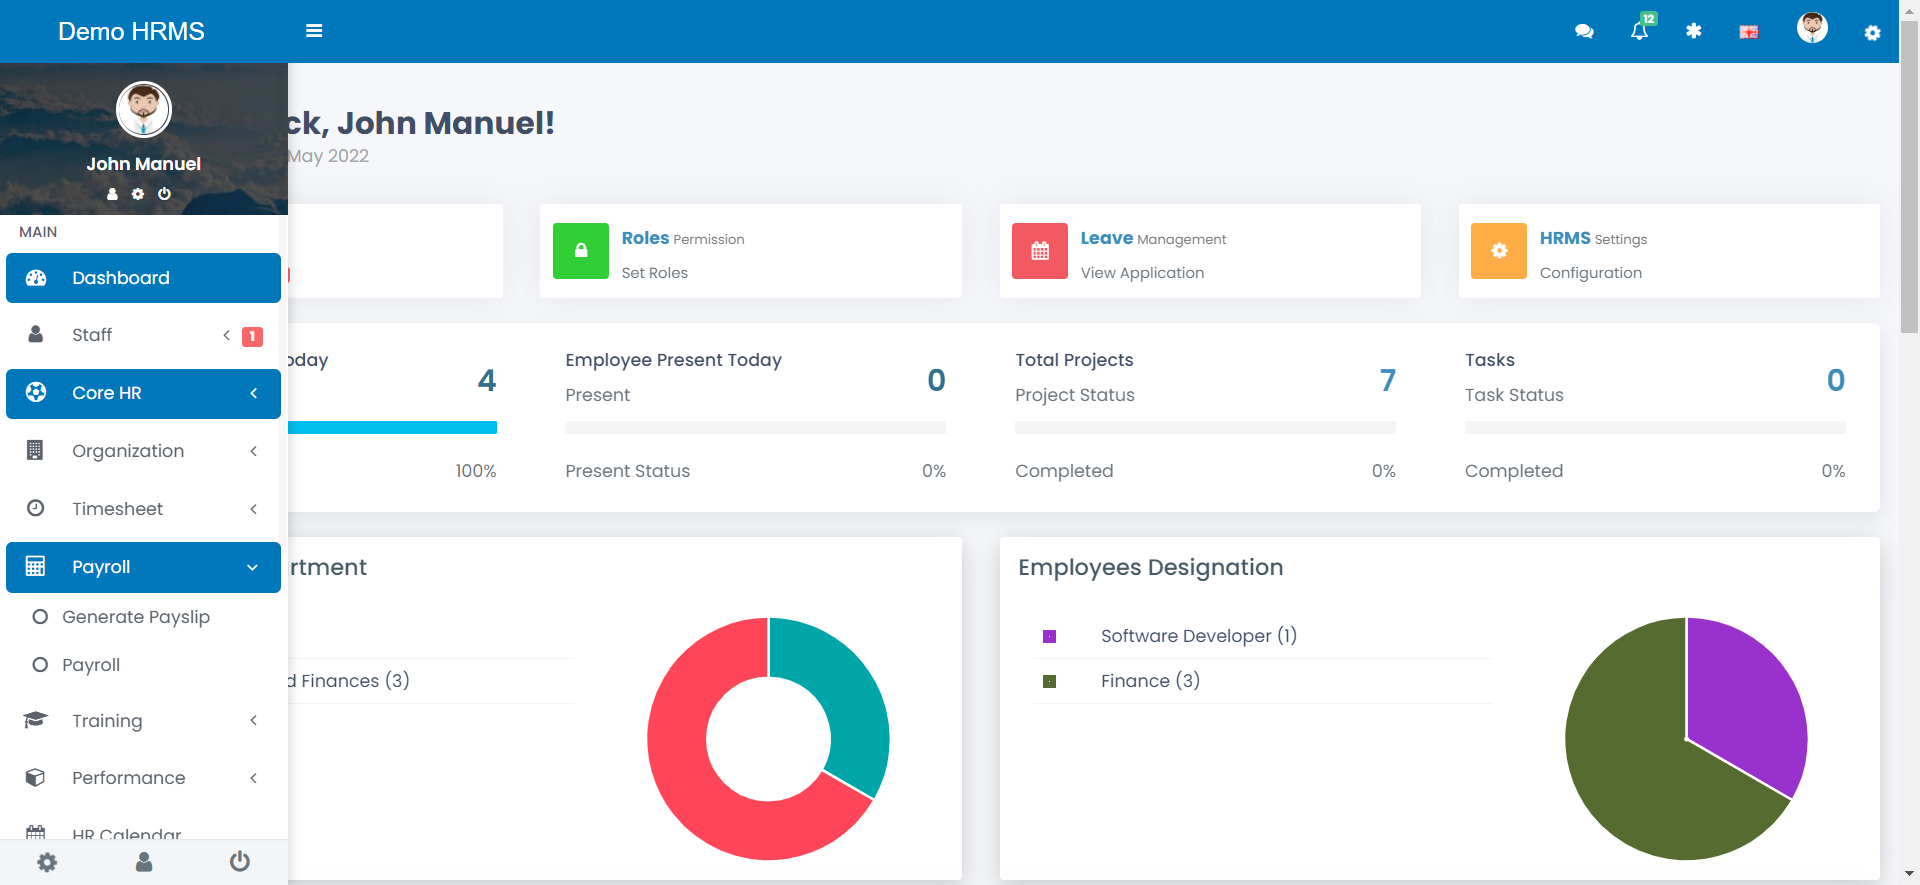 Demo HRMS
12
John Manuel
MAIN
Dashboard
Staff
1
Core HR
Organization
Timesheet
Payroll
Generate Payslip
Payroll
Training
Performance
HR Calendar
ck, John Manuel!
May 2022
Roles Permission
Set Roles
Leave Management
View Application
HRMS Settings
Configuration
oday
4
100%
Employee Present Today
Present
0
Present Status
0%
Total Projects
Project Status
7
Completed
0%
Tasks
Task Status
0
Completed
0%
rtment
d Finances (3)
Employees Designation
Software Developer (1)
Finance (3)